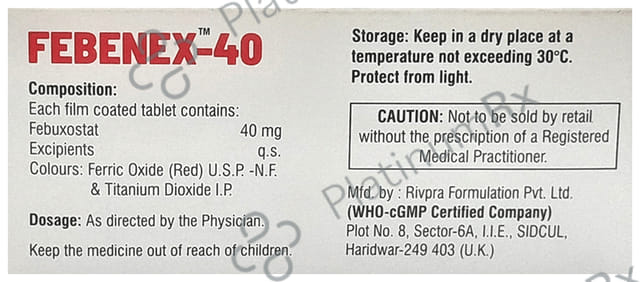 FEBENEX™-40
Composition:
Each film coated tablet contains:
Febuxostat 40 mg
Excipients q.s.
Colours: Ferric Oxide (Red) U.S.P. -N.F.
& Titanium Dioxide I.P.
Dosage: As directed by the Physician.
Keep the medicine out of reach of children.
Storage: Keep in a dry place at a
temperature not exceeding 30°C.
Protect from light.
CAUTION: Not to be sold by retail
without the prescription of a Registered
Medical Practitioner.
Mfd. by : Rivpra Formulation Pvt. Ltd.
(WHO-cGMP Certified Company)
Plot No. 8, Sector-6A, I.I.E., SIDCUL,
Haridwar-249 403 (U.K.)
PlatinumRx